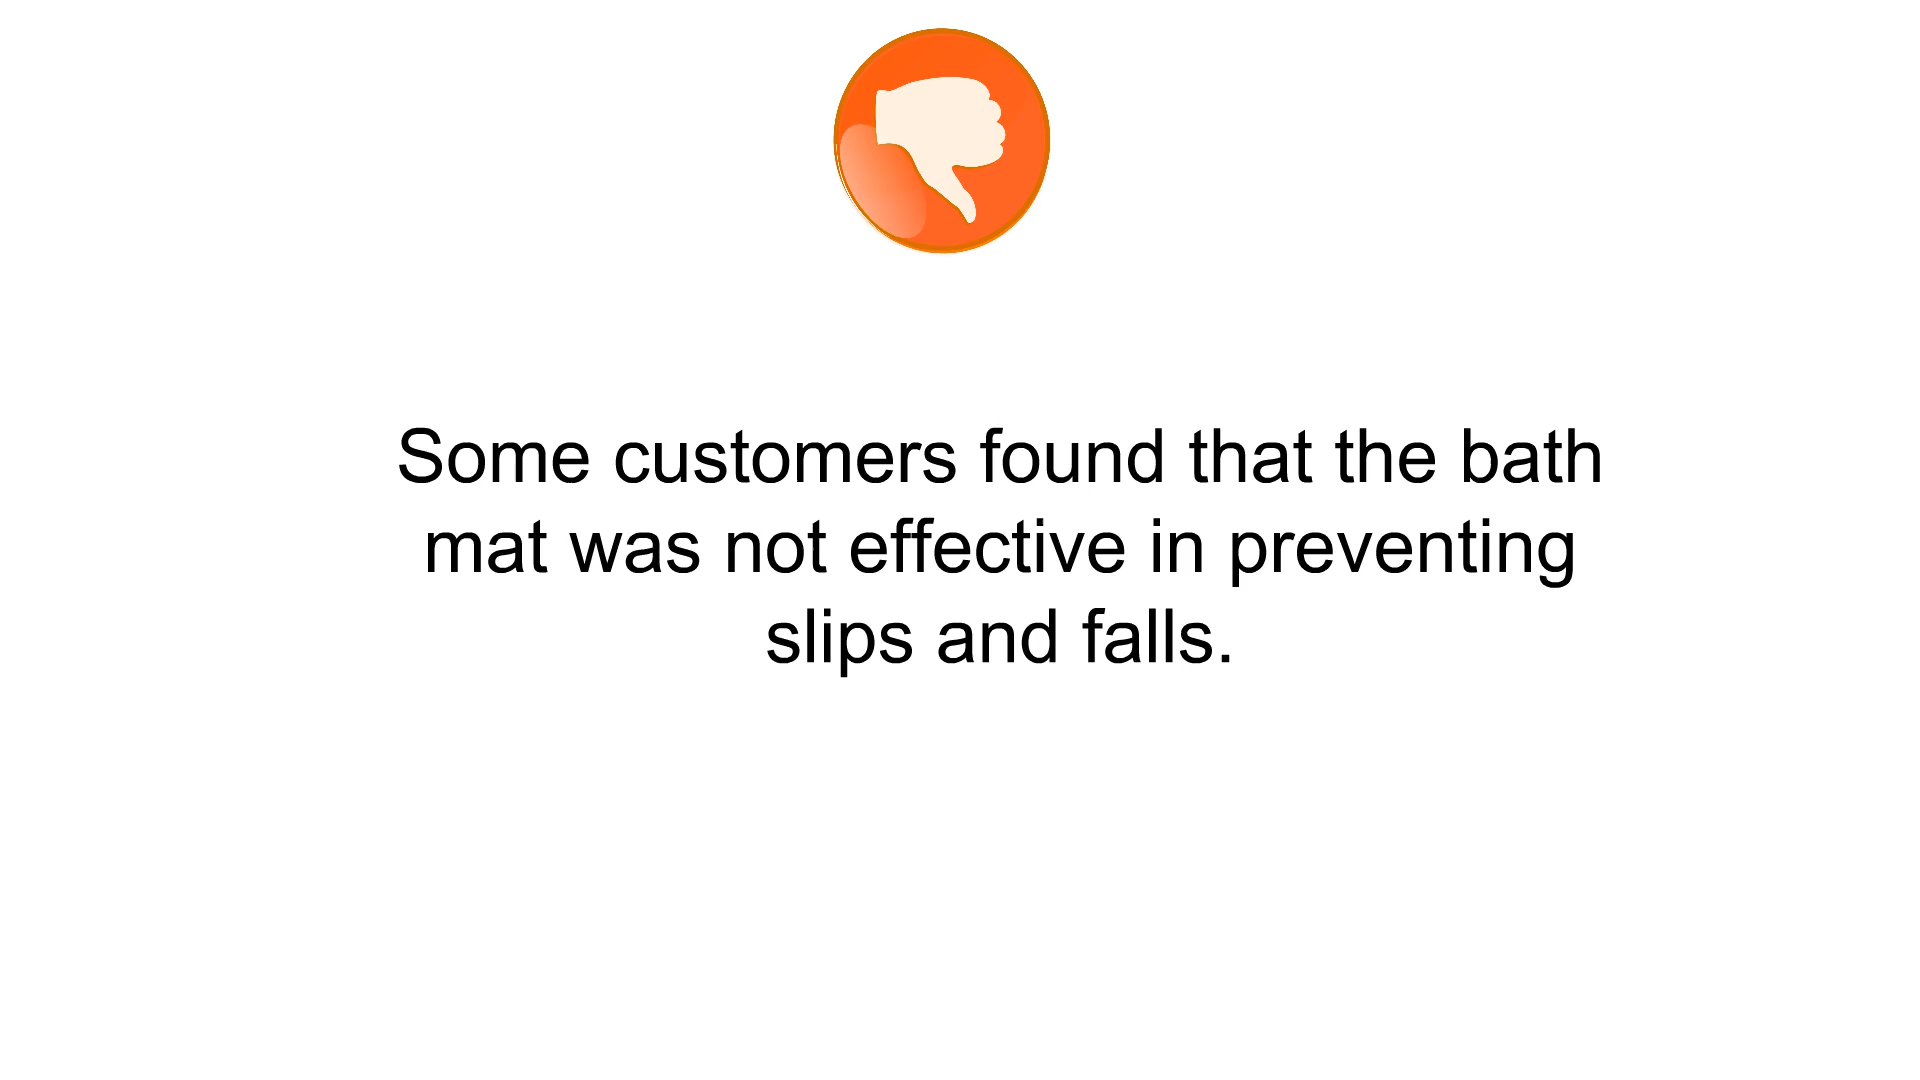 Some customers found that the bath
mat was not effective in preventing
slips and falls.